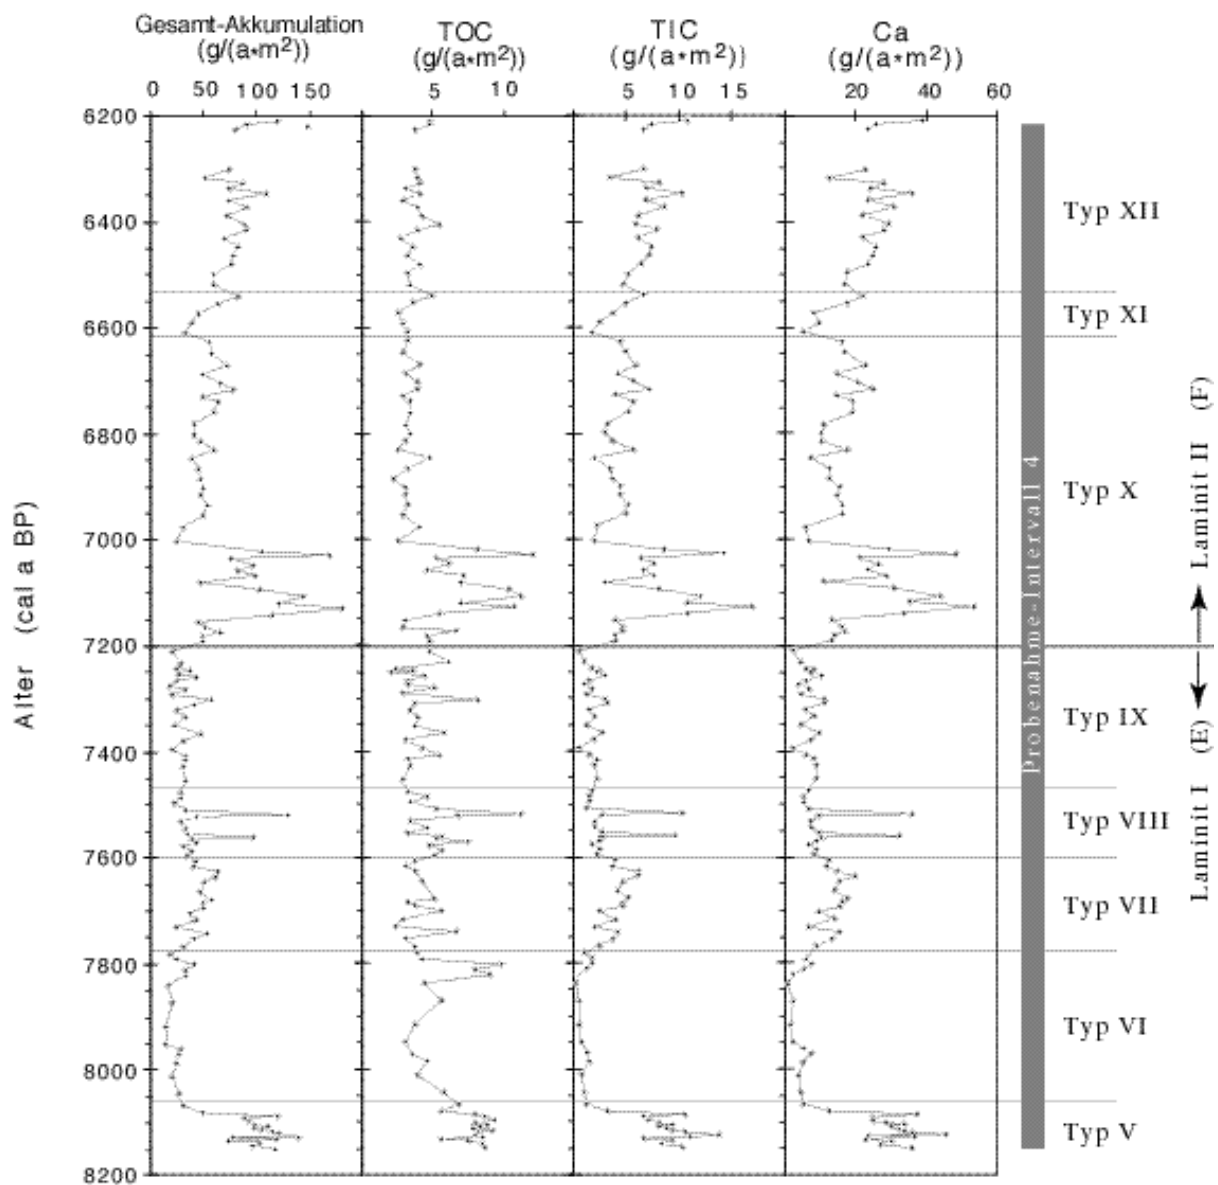 Gesamt-Akkumulation
(g/(a*m²))
TOC
(g/(a*m²))
TIC
(g/(a*m²))
Ca
(g/(a*m²))
0 50 100 150
5 10
5 10 15
20 40 60
Alter (cal a BP)
6200
6400
6600
6800
7000
7200
7400
7600
7800
8000
8200
Probenahme-Intervall 4
Typ XII
Typ XI
Typ X
Typ IX
Typ VIII
Typ VII
Typ VI
Typ V
Laminit II (F)
Laminit I (E)